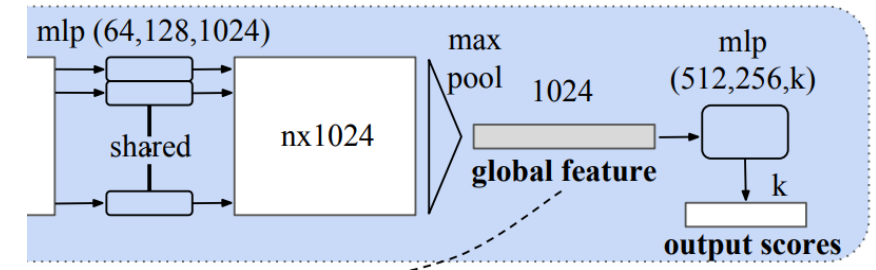 mlp (64,128,1024)
shared
nx1024
max
pool
1024
global feature
mlp
(512,256,k)
k
output scores